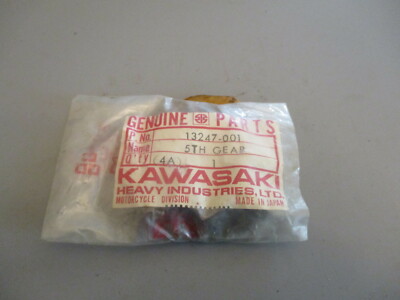 GENUINE PARTS
P. No. 13247-001
Name 5TH GEAR
Q'ty (4A) 1
KAWASAKI
HEAVY INDUSTRIES, LTD.
MOTORCYCLE DIVISION MADE IN JAPAN